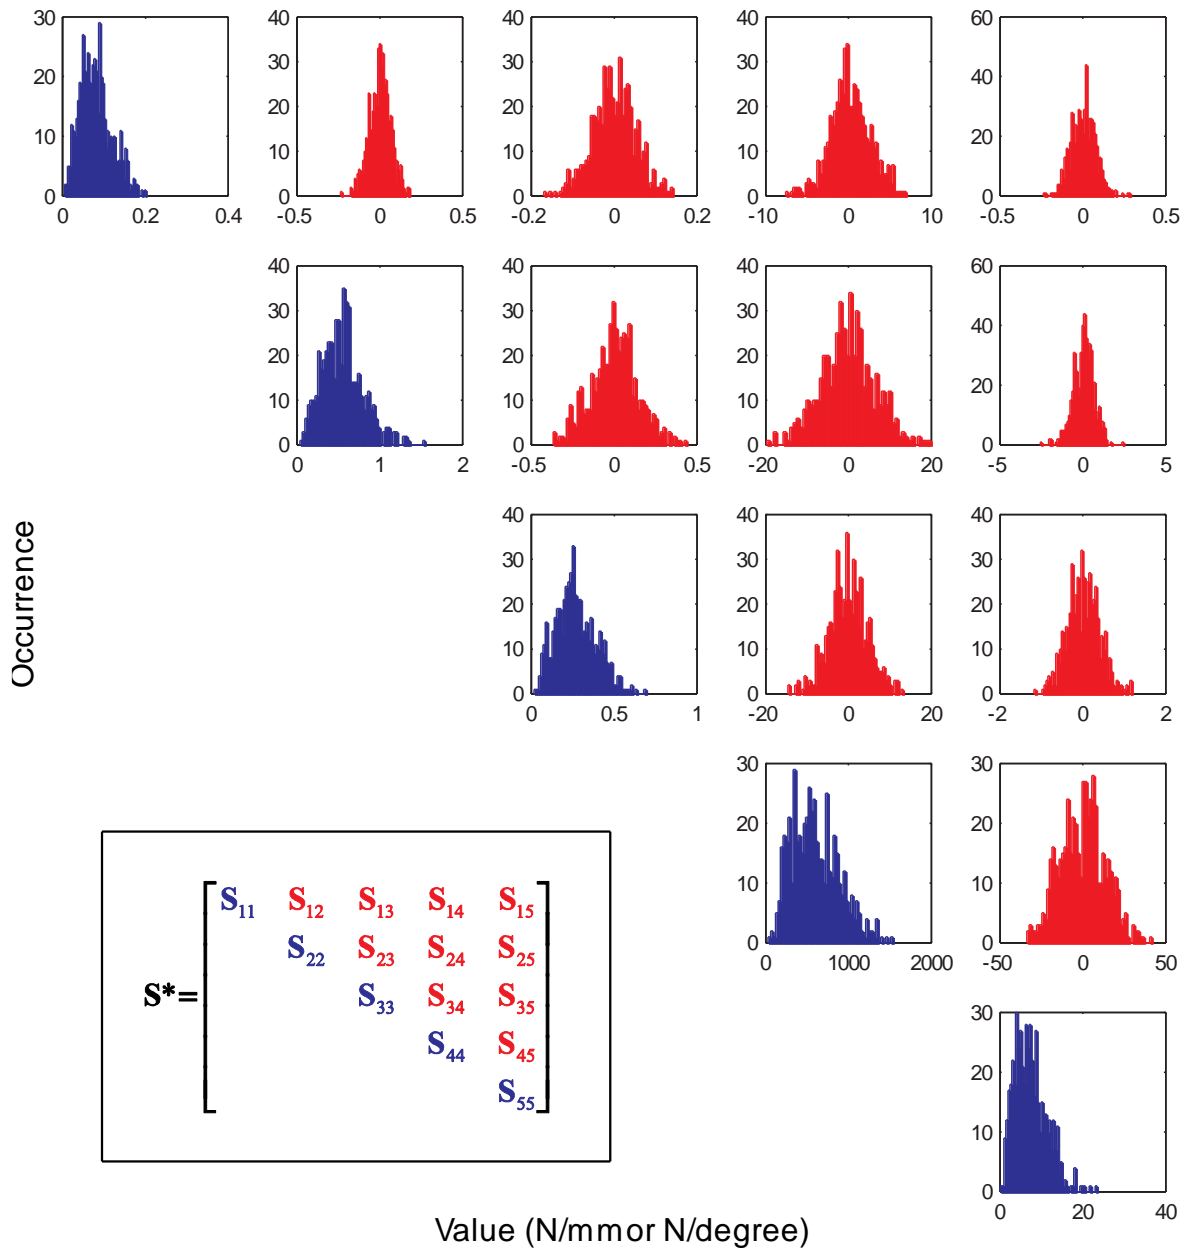 30 40 40 40 60
20 30 30 30 40
10 20 20 20 20
0 10 10 10 0
0 0 0
0 0.2 0.4 -0.5 0 0.5 -0.2 0 0.2 -10 0 10 -0.5 0 0.5
40 40 40 60
30 30 30 40
20 20 20 20
10 10 10 0
0 0 0
0 1 2 -0.5 0 0.5 -20 0 20 -5 0 5
Occurrence
40 40 40
30 30 30
20 20 20
10 10 10
0 0 0
0 0.5 1 -20 0 20 -2 0 2
30 30
20 20
10 10
0 0
0 1000 2000 -50 0 50
S11 S12 S13 S14 S15
S22 S23 S24 S25
S*= S33 S34 S35
S44 S45
S55
30
20
10
0
0 20 40
Value (N/mmor N/degree)